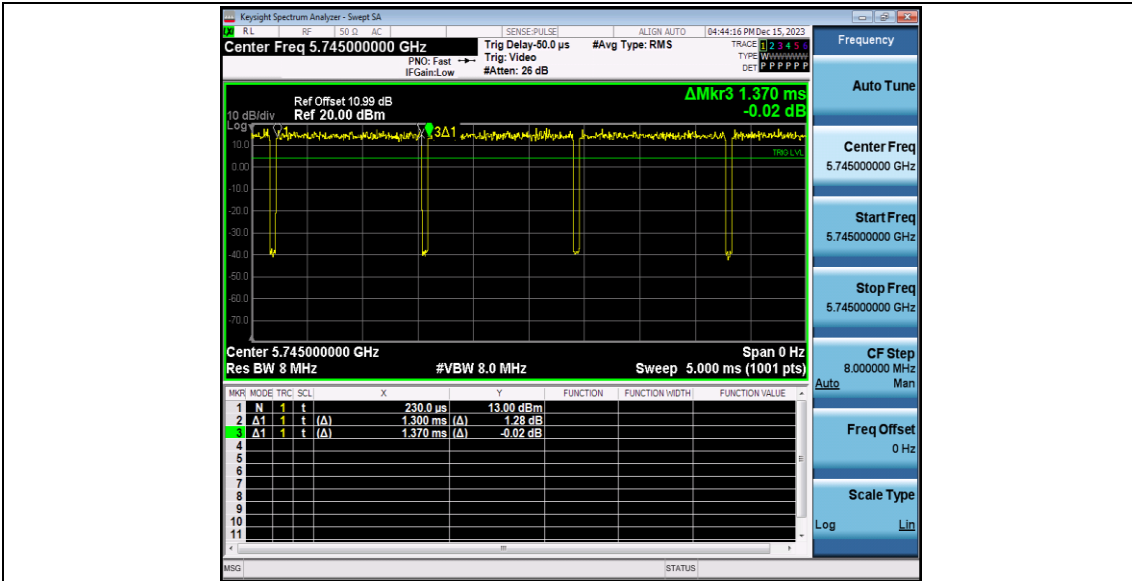 Keysight Spectrum Analyzer - Swept SA
RL RF 50 Ω AC SENSE:PULSE ALIGN AUTO 04:44:16 PM Dec 15, 2023
Center Freq 5.745000000 GHz
PNO: Fast
IFGain:Low
Trig Delay-50.0 µs
Trig: Video
#Atten: 26 dB
#Avg Type: RMS
TRACE 1 2 3 4 5 6
TYPE WWWWWW
DET P P P P P P
Frequency
Auto Tune
ΔMkr3 1.370 ms
-0.02 dB
Ref Offset 10.99 dB
10 dB/div Ref 20.00 dBm
Log
1
3Δ1
TRIG LVL
10.0
0.00
-10.0
-20.0
-30.0
-40.0
-50.0
-60.0
-70.0
Center 5.745000000 GHz Span 0 Hz
Res BW 8 MHz #VBW 8.0 MHz Sweep 5.000 ms (1001 pts)
MKR MODE TRC SCL X Y FUNCTION FUNCTION WIDTH FUNCTION VALUE
1 N 1 t 230.0 µs 13.00 dBm
2 Δ1 1 t (Δ) 1.300 ms (Δ) 1.28 dB
3 Δ1 1 t (Δ) 1.370 ms (Δ) -0.02 dB
4
5
6
7
8
9
10
11
Center Freq
5.745000000 GHz
Start Freq
5.745000000 GHz
Stop Freq
5.745000000 GHz
CF Step
8.000000 MHz
Auto Man
Freq Offset
0 Hz
Scale Type
Log Lin
MSG STATUS